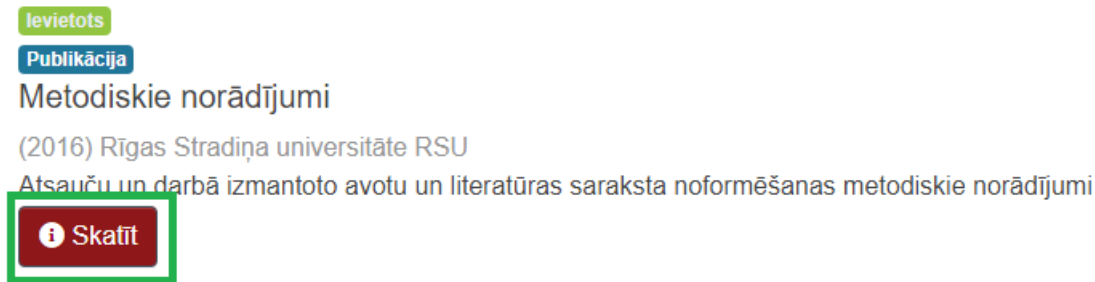 Ievietots
Publikācija
Metodiskie norādījumi
(2016) Rīgas Stradiņa universitāte RSU
Atsauču un darbā izmantoto avotu un literatūras saraksta noformēšanas metodiskie norādījumi
Skatīt